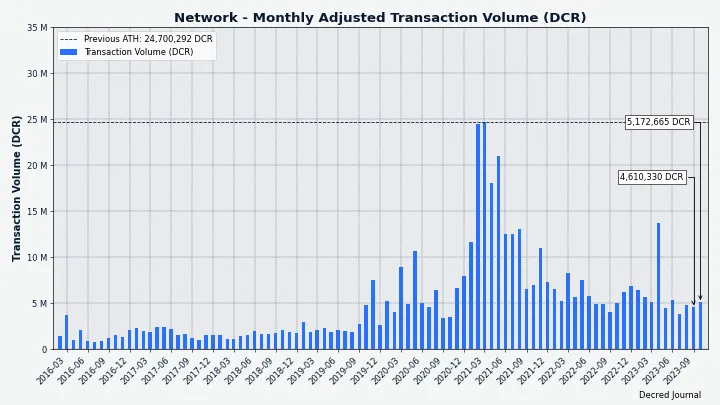 Network - Monthly Adjusted Transaction Volume (DCR)
35 M
Previous ATH: 24,700,292 DCR
Transaction Volume (DCR)
30 M
25 M
5,172,665 DCR
20 M
4,610,330 DCR
15 M
10 M
5 M
0
Transaction Volume (DCR)
2016-03
2016-06
2016-09
2016-12
2017-03
2017-06
2017-09
2017-12
2018-03
2018-06
2018-09
2018-12
2019-03
2019-06
2019-09
2019-12
2020-03
2020-06
2020-09
2020-12
2021-03
2021-06
2021-09
2021-12
2022-03
2022-06
2022-09
2022-12
2023-03
2023-06
2023-09
Decred Journal